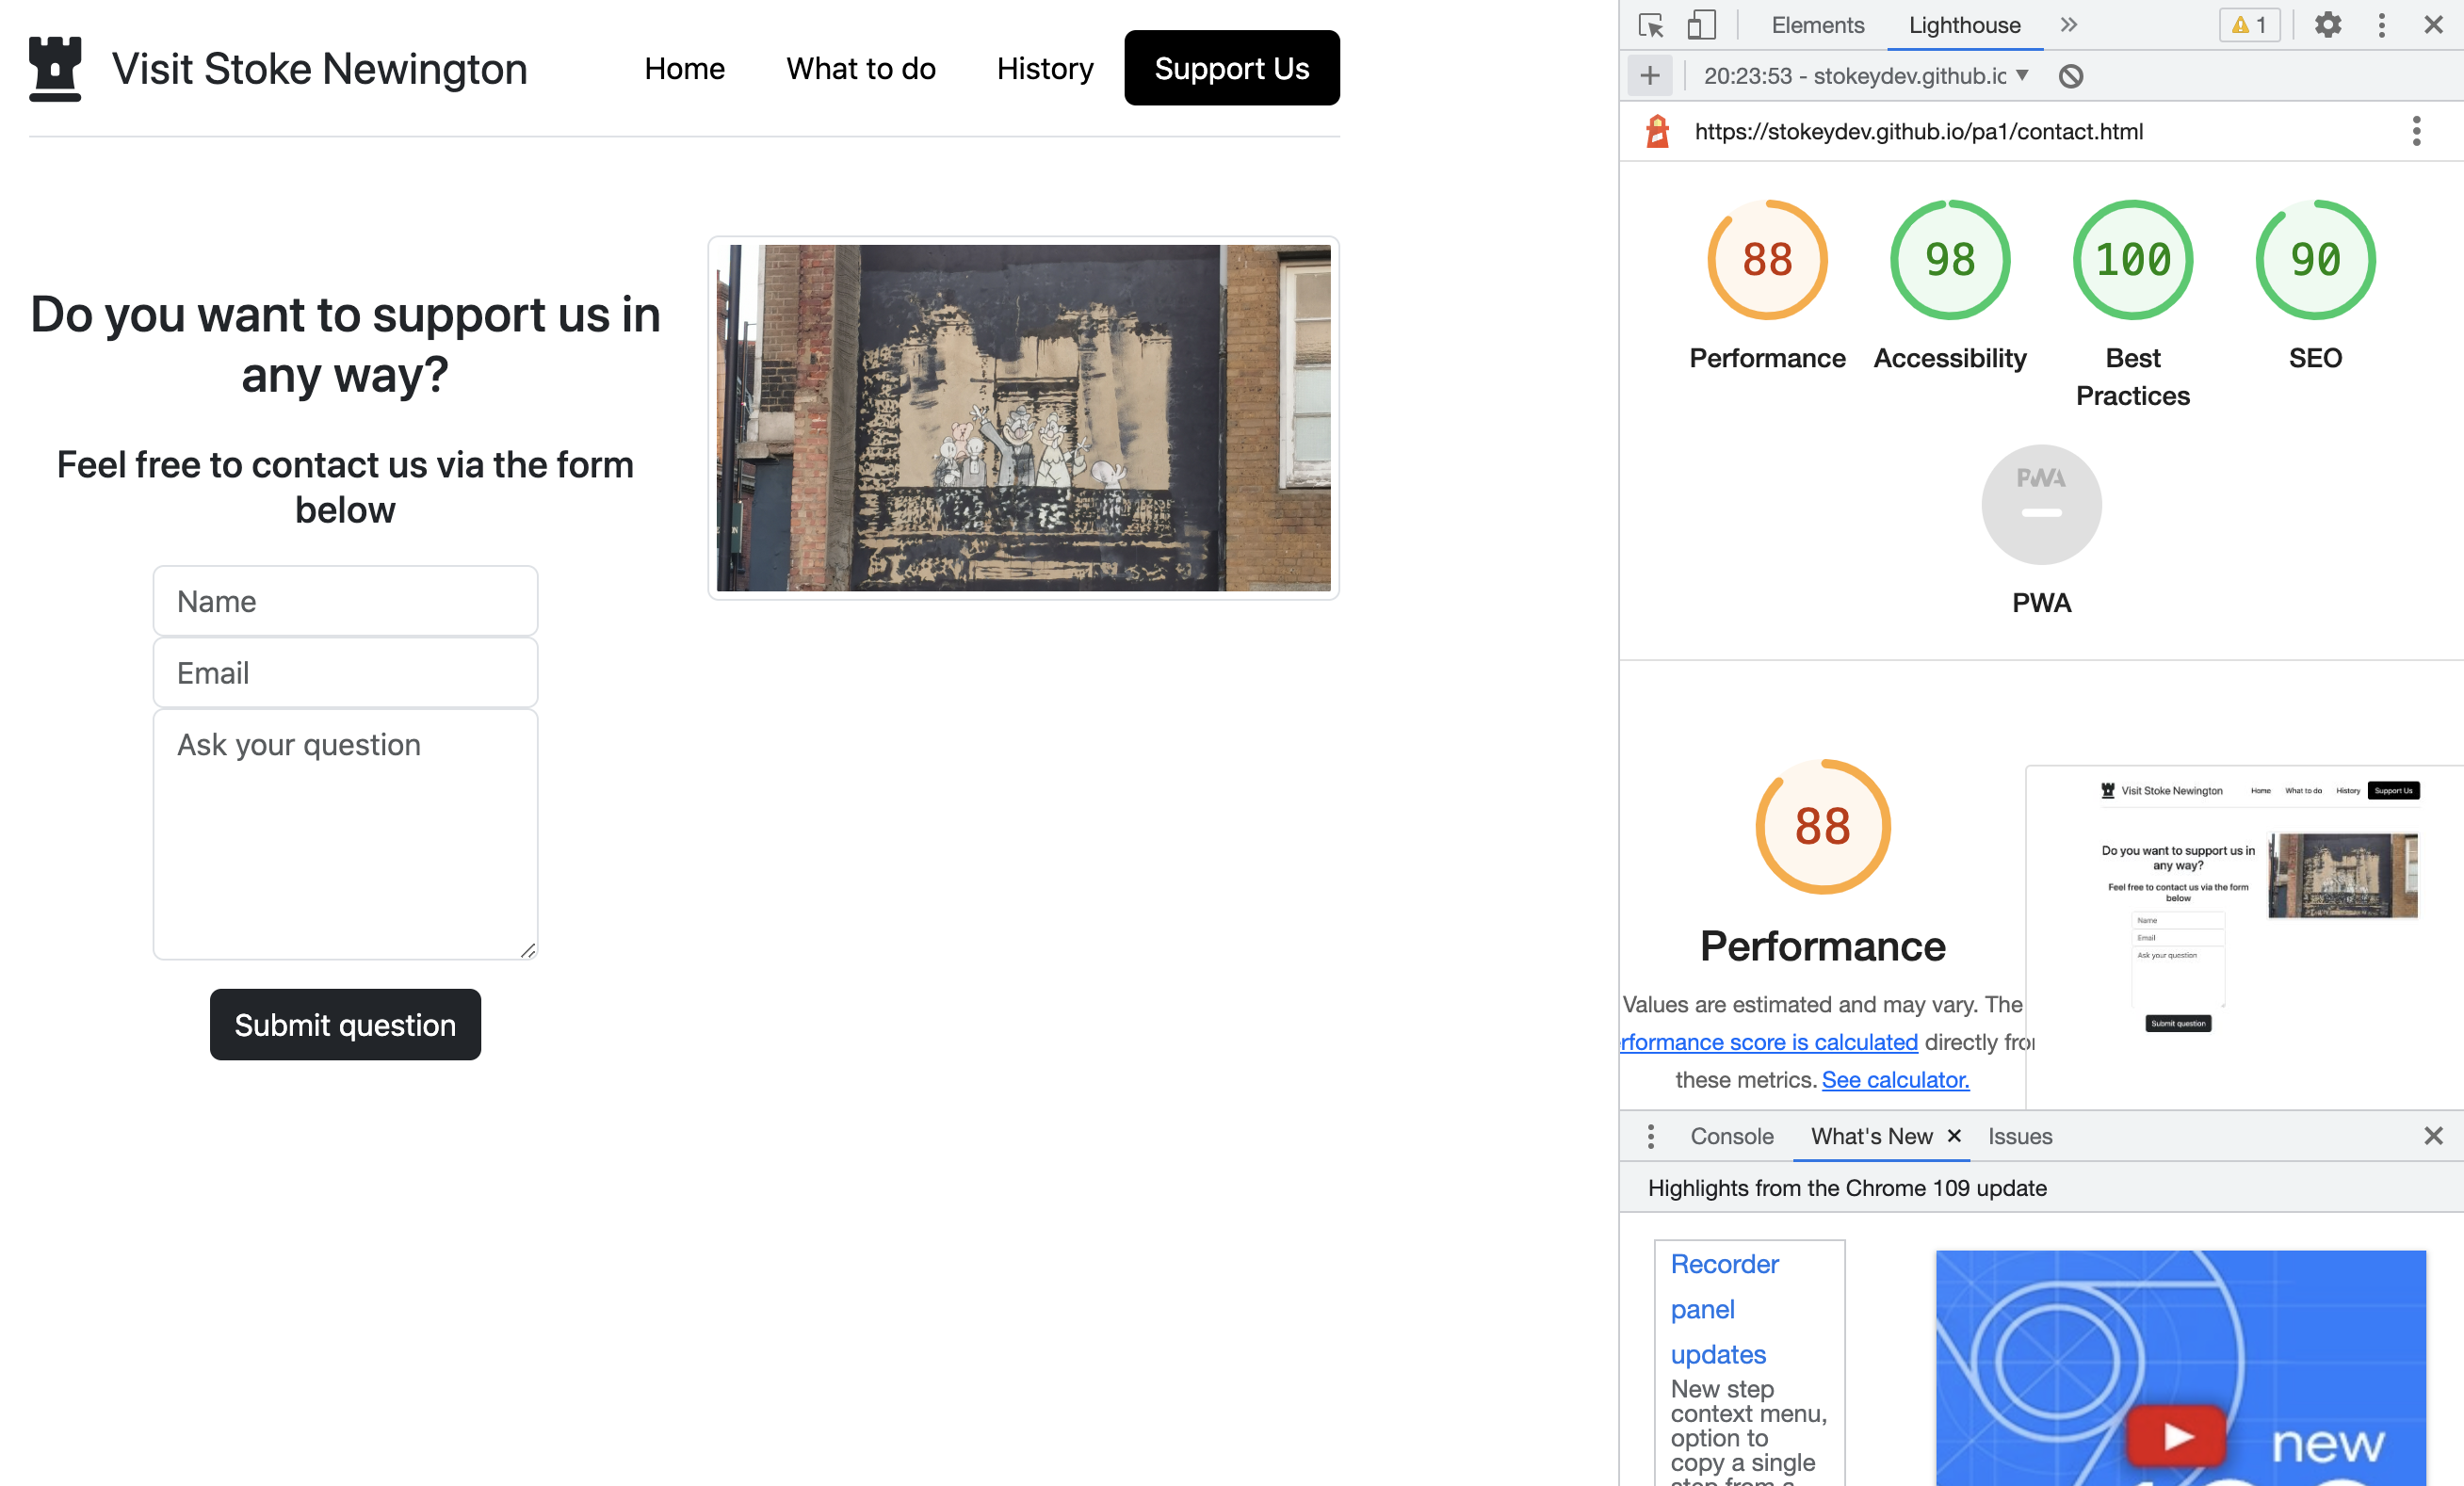 Visit Stoke Newington
Home
What to do
History
Support Us
Do you want to support us in
any way?
Feel free to contact us via the form
below
Name
Email
Ask your question
Submit question
Elements
Lighthouse
1
20:23:53 - stokeydev.github.ic
https://stokeydev.github.io/pa1/contact.html
88
98
100
90
Performance
Accessibility
Best
Practices
SEO
PWA
PWA
88
Performance
Values are estimated and may vary. The
rformance score is calculated directly fro
these metrics. See calculator.
Visit Stoke Newington
Home
What to do
History
Support Us
Do you want to support us in
any way?
Feel free to contact us via the form
below
Name
Email
Ask your question
Submit question
Console
What's New
Issues
Highlights from the Chrome 109 update
Recorder
panel
updates
New step
context menu,
option to
copy a single
step from a
new